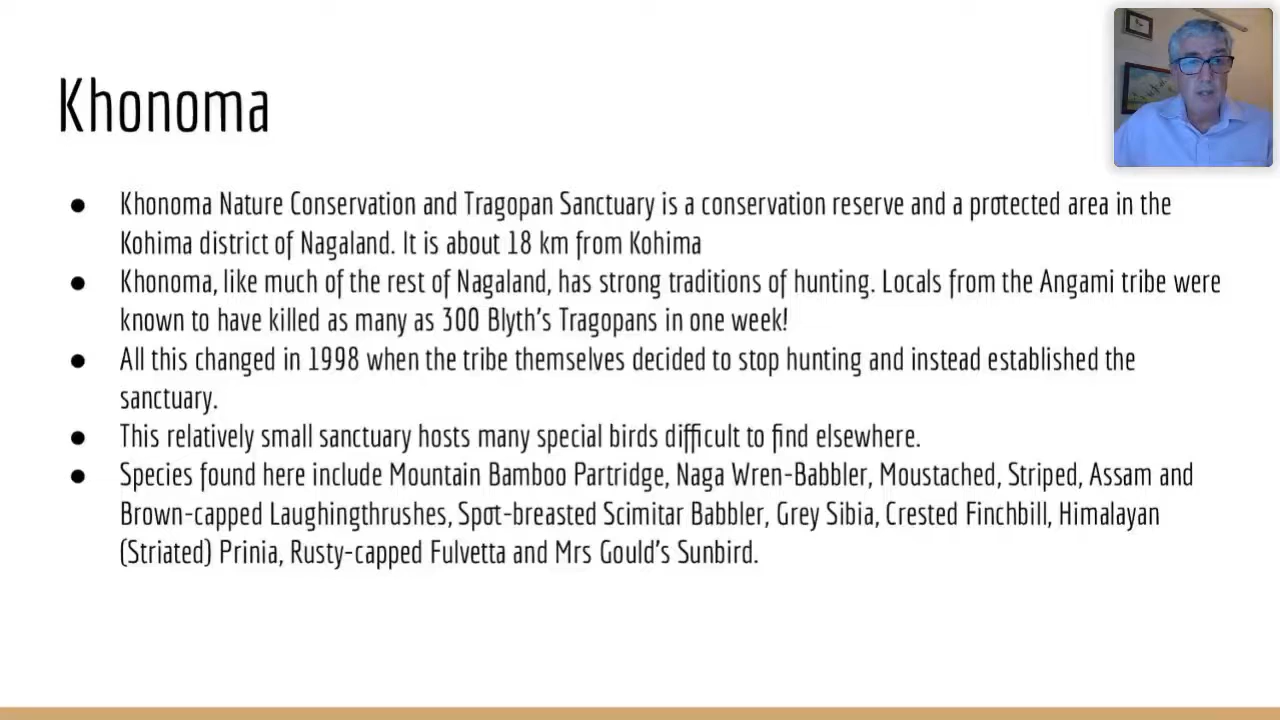 Khonoma
● Khonoma Nature Conservation and Tragopan Sanctuary is a conservation reserve and a protected area in the
Kohima district of Nagaland. It is about 18 km from Kohima
● Khonoma, like much of the rest of Nagaland, has strong traditions of hunting. Locals from the Angami tribe were
known to have killed as many as 300 Blyth's Tragopans in one week!
● All this changed in 1998 when the tribe themselves decided to stop hunting and instead established the
sanctuary.
● This relatively small sanctuary hosts many special birds difficult to find elsewhere.
● Species found here include Mountain Bamboo Partridge, Naga Wren-Babbler, Moustached, Striped, Assam and
Brown-capped Laughingthrushes, Spot-breasted Scimitar Babbler, Grey Sibia, Crested Finchbill, Himalayan
(Striated) Prinia, Rusty-capped Fulvetta and Mrs Gould's Sunbird.